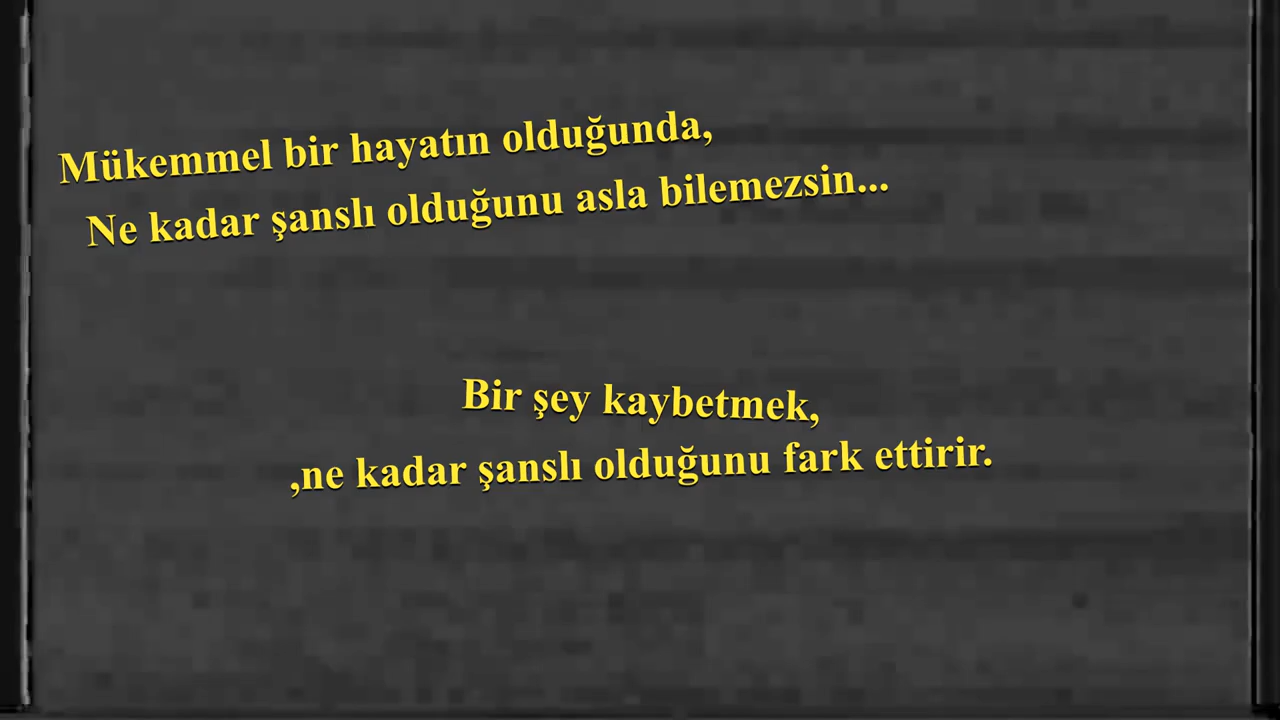 Mükemmel bir hayatın olduğunda,
Ne kadar şanslı olduğunu asla bilemezsin...
Bir şey kaybetmek,
,ne kadar şanslı olduğunu fark ettirir.